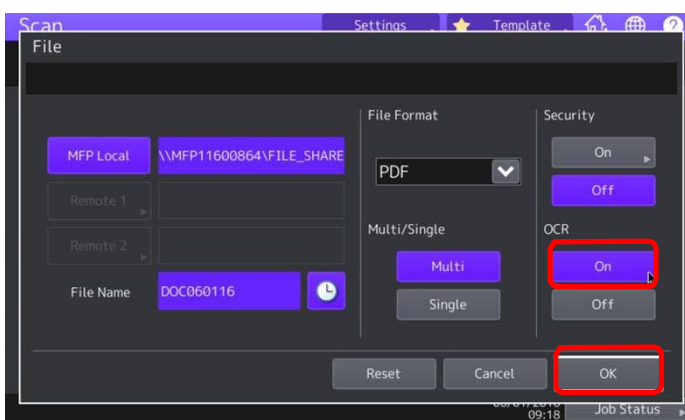 Scan
Settings
Template
File
File Format
Security
MFP Local
\\MFP11600864\FILE_SHARE
On
PDF
Off
Remote 1
Multi/Single
OCR
Remote 2
Multi
On
File Name
DOC060116
Single
Off
Reset
Cancel
OK
09:18
Job Status